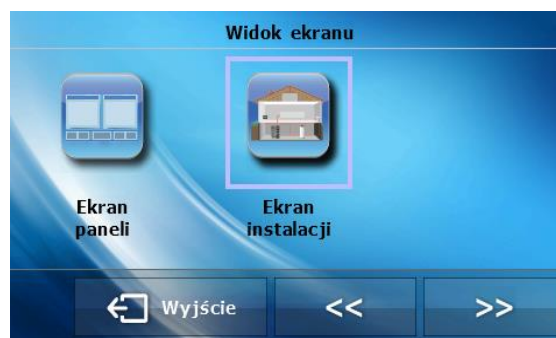 Widok ekranu
Ekran
paneli
Ekran
instalacji
Wyjście
<<
>>